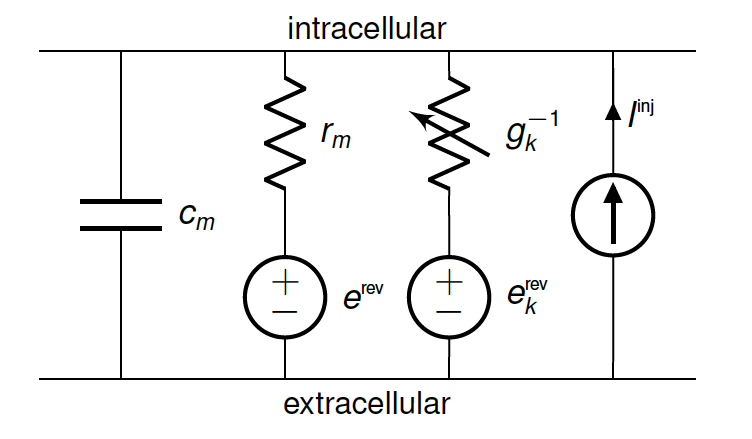 intracellular
r_m
g_k^{-1}
I^{inj}
c_m
+
−
e^{rev}
+
−
e_k^{rev}
extracellular